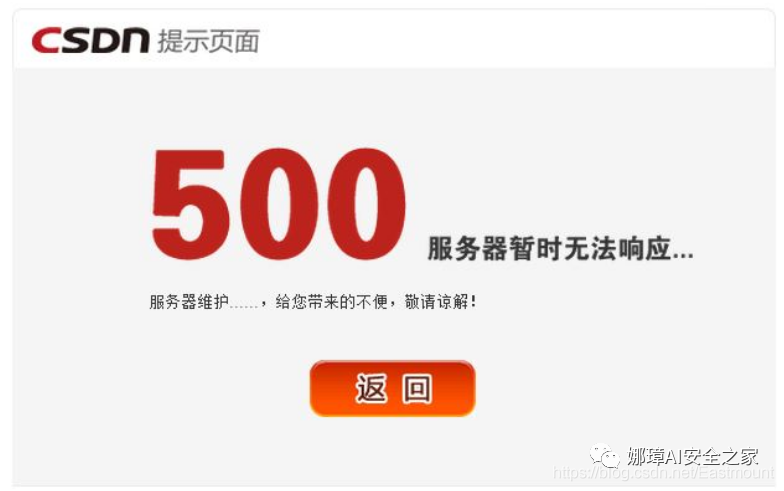 CSDN 提示页面
500 服务器暂时无法响应...
服务器维护......，给您带来的不便，敬请谅解！
返 回
娜璋AI安全之家
https://blog.csdn.net/Eastmount